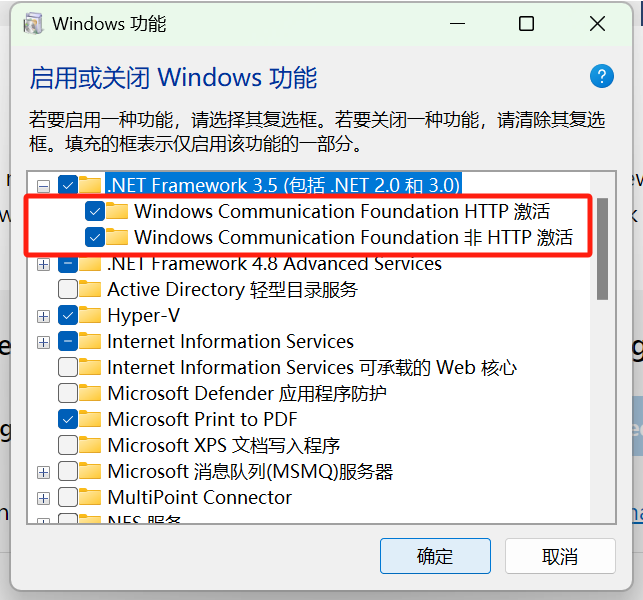 Windows 功能
启用或关闭 Windows 功能
若要启用一种功能，请选择其复选框。若要关闭一种功能，请清除其复选
框。填充的框表示仅启用该功能的一部分。
.NET Framework 3.5 (包括 .NET 2.0 和 3.0)
Windows Communication Foundation HTTP 激活
Windows Communication Foundation 非 HTTP 激活
.NET Framework 4.8 Advanced Services
Active Directory 轻型目录服务
Hyper-V
Internet Information Services
Internet Information Services 可承载的 Web 核心
Microsoft Defender 应用程序防护
Microsoft Print to PDF
Microsoft XPS 文档写入程序
Microsoft 消息队列(MSMQ)服务器
MultiPoint Connector
NFS 服务
确定
取消